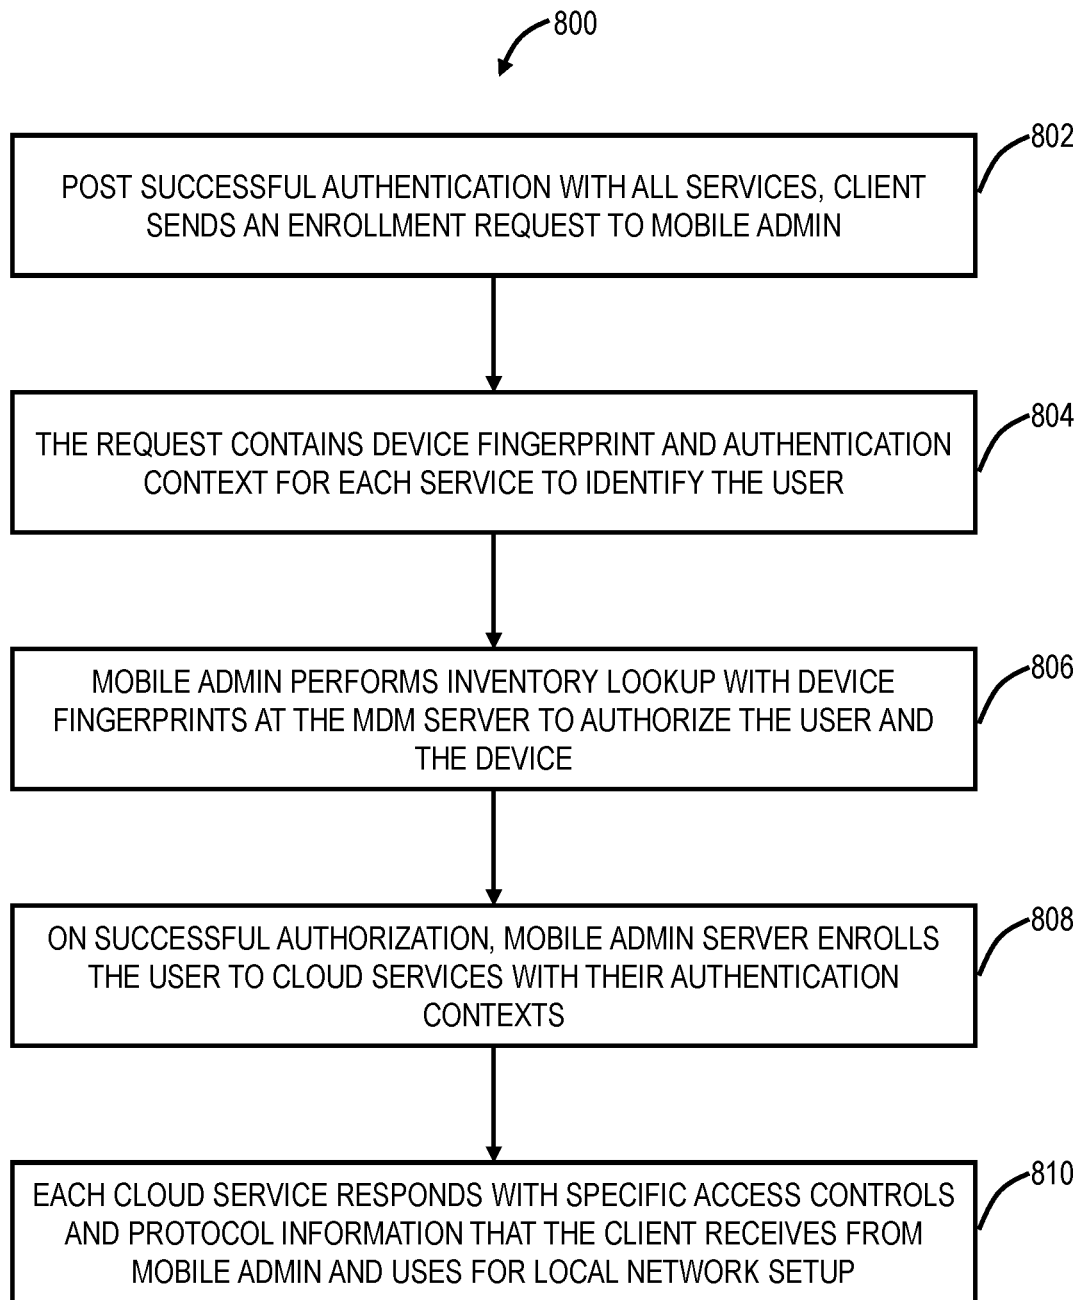 800
802
POST SUCCESSFUL AUTHENTICATION WITH ALL SERVICES, CLIENT
SENDS AN ENROLLMENT REQUEST TO MOBILE ADMIN
804
THE REQUEST CONTAINS DEVICE FINGERPRINT AND AUTHENTICATION
CONTEXT FOR EACH SERVICE TO IDENTIFY THE USER
806
MOBILE ADMIN PERFORMS INVENTORY LOOKUP WITH DEVICE
FINGERPRINTS AT THE MDM SERVER TO AUTHORIZE THE USER AND
THE DEVICE
808
ON SUCCESSFUL AUTHORIZATION, MOBILE ADMIN SERVER ENROLLS
THE USER TO CLOUD SERVICES WITH THEIR AUTHENTICATION
CONTEXTS
810
EACH CLOUD SERVICE RESPONDS WITH SPECIFIC ACCESS CONTROLS
AND PROTOCOL INFORMATION THAT THE CLIENT RECEIVES FROM
MOBILE ADMIN AND USES FOR LOCAL NETWORK SETUP